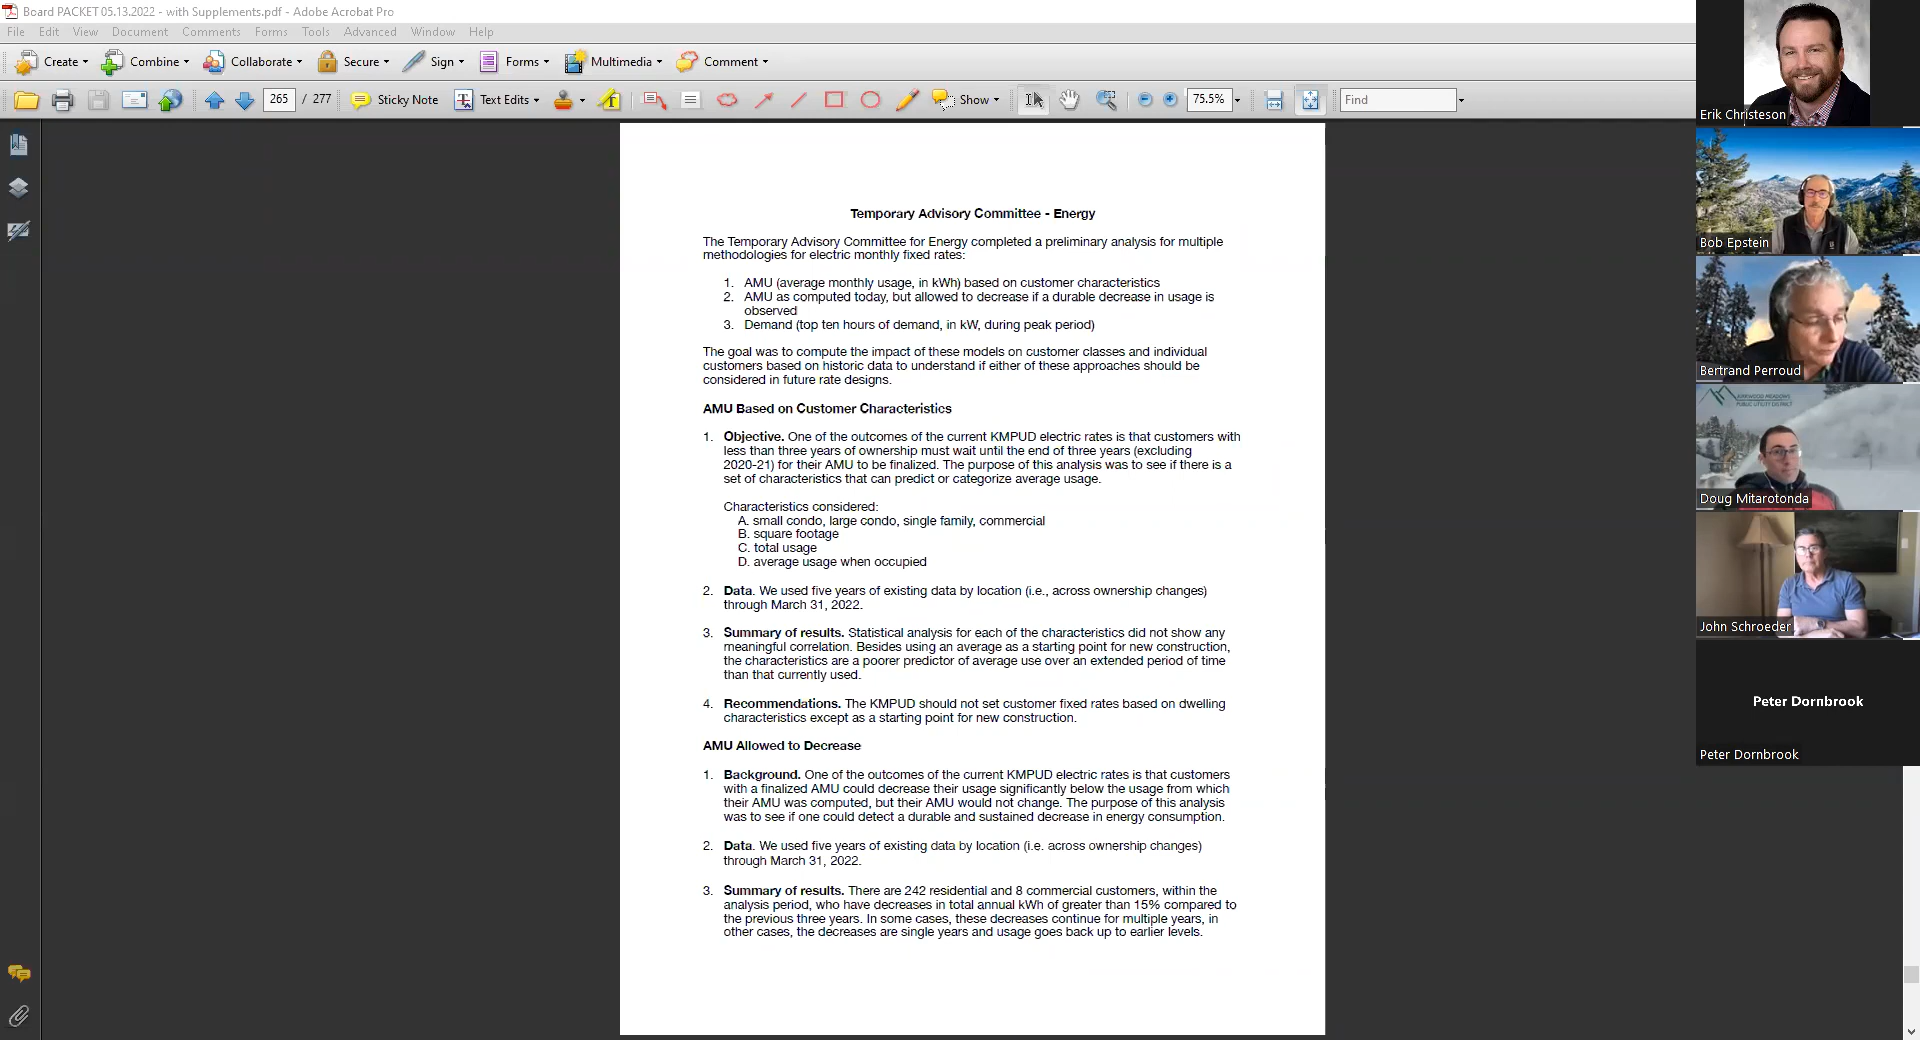 Board PACKET 05.13.2022 - with Supplements.pdf - Adobe Acrobat Pro
File Edit View Document Comments Forms Tools Advanced Window Help
Create Combine Collaborate Secure Sign Forms Multimedia Comment
265 / 277 Sticky Note Text Edits Show 75.5% Find
Temporary Advisory Committee - Energy
The Temporary Advisory Committee for Energy completed a preliminary analysis for multiple
methodologies for electric monthly fixed rates:
1. AMU (average monthly usage, in kWh) based on customer characteristics
2. AMU as computed today, but allowed to decrease if a durable decrease in usage is
observed
3. Demand (top ten hours of demand, in kW, during peak period)
The goal was to compute the impact of these models on customer classes and individual
customers based on historic data to understand if either of these approaches should be
considered in future rate designs.
AMU Based on Customer Characteristics
1. Objective. One of the outcomes of the current KMPUD electric rates is that customers with
less than three years of ownership must wait until the end of three years (excluding
2020-21) for their AMU to be finalized. The purpose of this analysis was to see if there is a
set of characteristics that can predict or categorize average usage.
Characteristics considered:
A. small condo, large condo, single family, commercial
B. square footage
C. total usage
D. average usage when occupied
2. Data. We used five years of existing data by location (i.e., across ownership changes)
through March 31, 2022.
3. Summary of results. Statistical analysis for each of the characteristics did not show any
meaningful correlation. Besides using an average as a starting point for new construction,
the characteristics are a poorer predictor of average use over an extended period of time
than that currently used.
4. Recommendations. The KMPUD should not set customer fixed rates based on dwelling
characteristics except as a starting point for new construction.
AMU Allowed to Decrease
1. Background. One of the outcomes of the current KMPUD electric rates is that customers
with a finalized AMU could decrease their usage significantly below the usage from which
their AMU was computed, but their AMU would not change. The purpose of this analysis
was to see if one could detect a durable and sustained decrease in energy consumption.
2. Data. We used five years of existing data by location (i.e. across ownership changes)
through March 31, 2022.
3. Summary of results. There are 242 residential and 8 commercial customers, within the
analysis period, who have decreases in total annual kWh of greater than 15% compared to
the previous three years. In some cases, these decreases continue for multiple years, in
other cases, the decreases are single years and usage goes back up to earlier levels.
Erik Christeson
Bob Epstein
Bertrand Perroud
KIRKWOOD MEADOWS
PUBLIC UTILITY DISTRICT
Doug Mitarotonda
John Schroeder
Peter Dornbrook
Peter Dornbrook